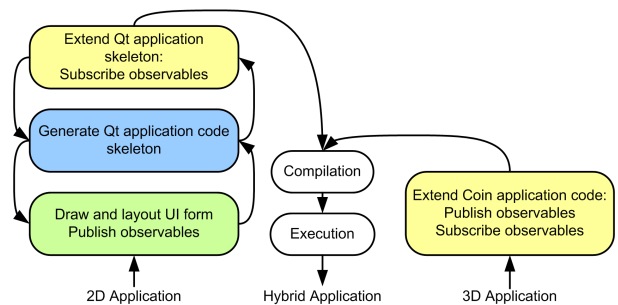 Extend Qt application
skeleton:
Subscribe observables
Generate Qt application code
skeleton
Draw and layout UI form
Publish observables
2D Application
Compilation
Execution
Hybrid Application
Extend Coin application code:
Publish observables
Subscribe observables
3D Application